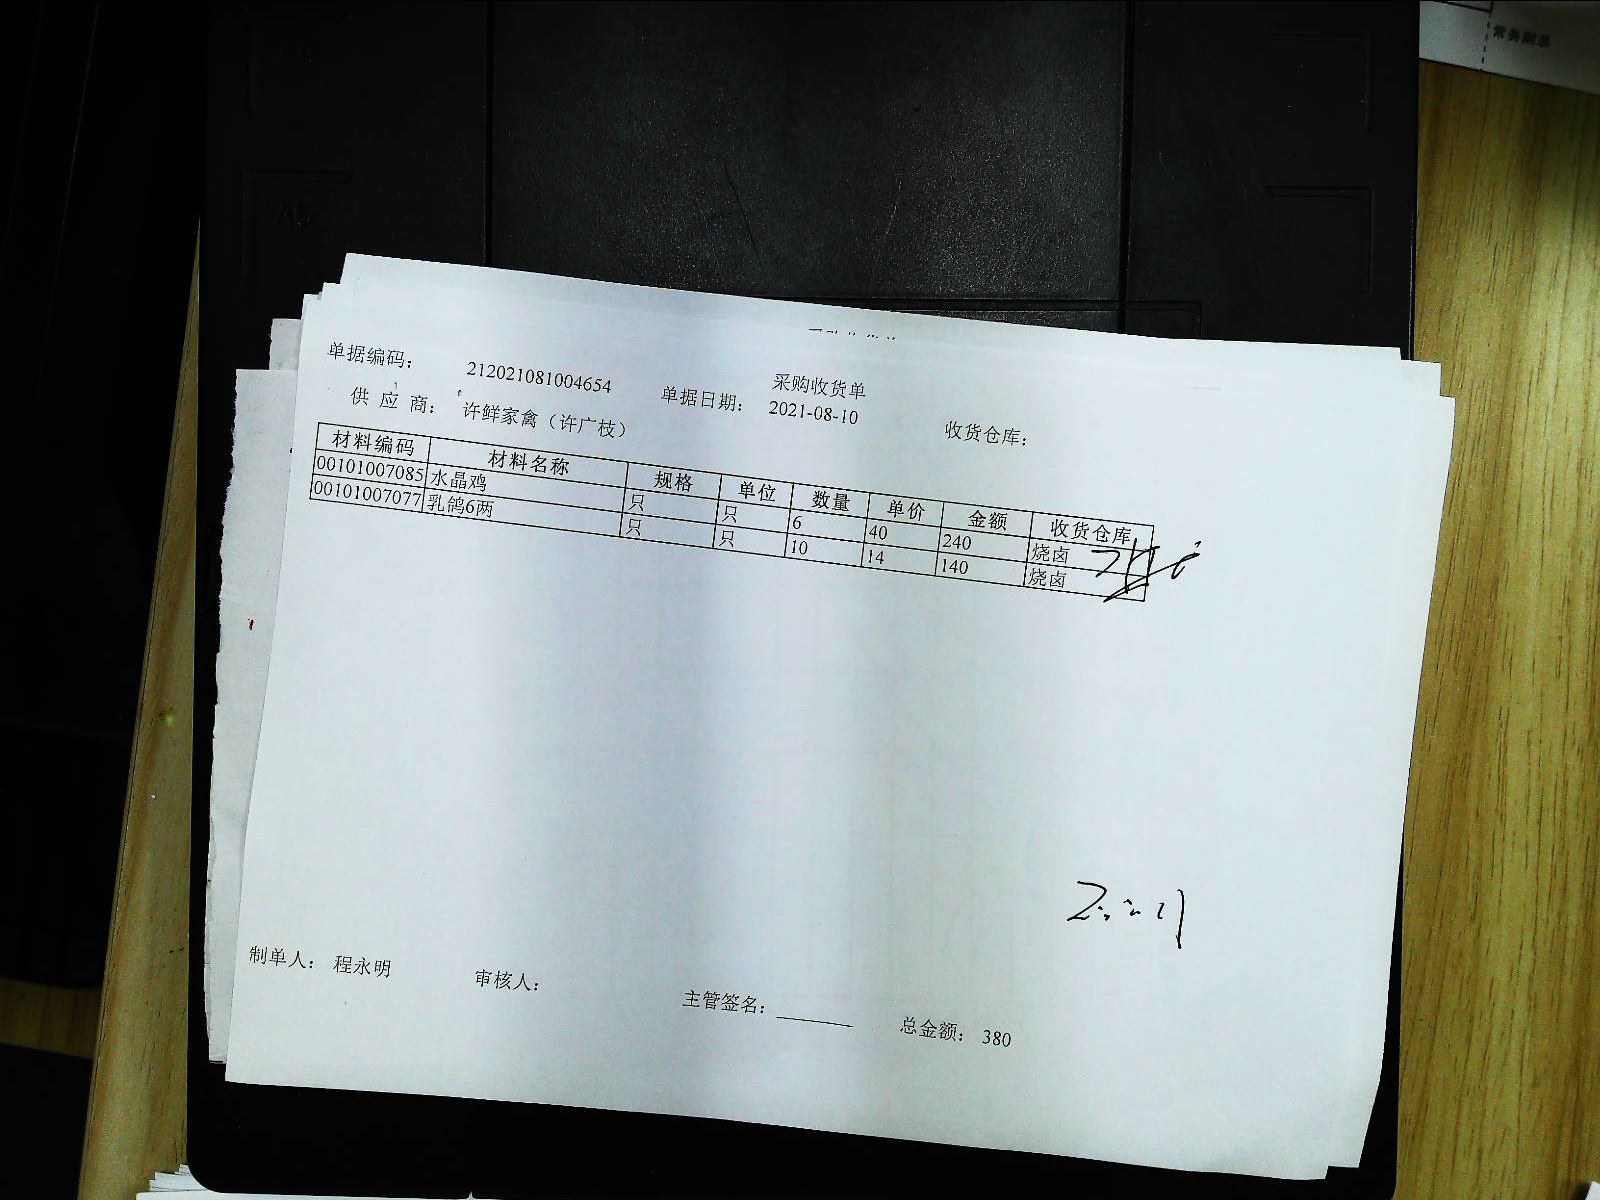 常务副总
采购收货单
单据编码： 212021081004654 单据日期： 2021-08-10 收货仓库：
供 应 商： 许鲜家禽（许广枝）
材料编码 材料名称 规格 单位 数量 单价 金额 收货仓库
00101007085 水晶鸡 只 只 6 40 240 烧卤
00101007077 乳鸽6两 只 只 10 14 140 烧卤
制单人： 程永明 审核人： 主管签名： 总金额： 380